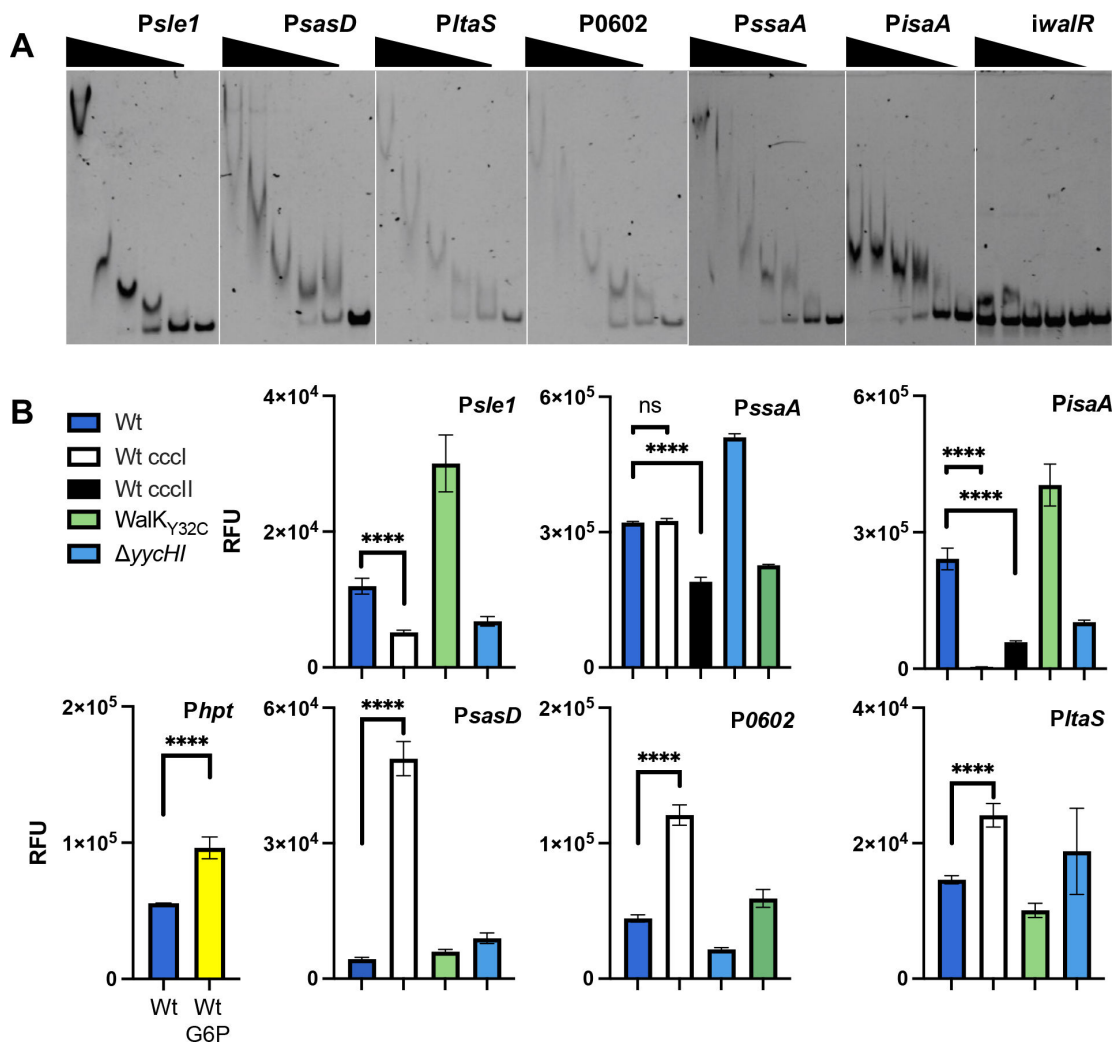 A
Psle1 PsasD PltaS P0602 PssaA PisaA iwalR
B
Wt
Wt cccI
Wt cccII
WalKY32C
ΔyycHI
RFU
4×10⁴
2×10⁴
0
Psle1
****
6×10⁵
3×10⁵
0
PssaA
ns
****
6×10⁵
3×10⁵
0
PisaA
****
****
RFU
2×10⁵
1×10⁵
0
Phpt
****
Wt Wt
G6P
6×10⁴
3×10⁴
0
PsasD
****
2×10⁵
1×10⁵
0
P0602
****
4×10⁴
2×10⁴
0
PltaS
****